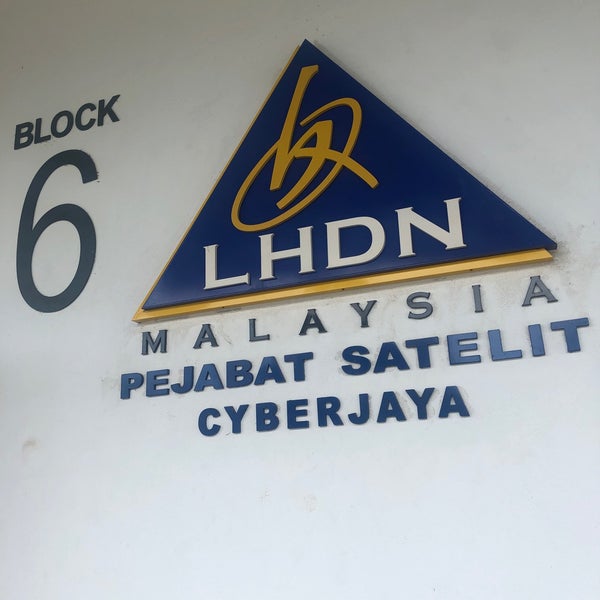 BLOCK
6
LHDN
MALAYSIA
PEJABAT SATELIT
CYBERJAYA